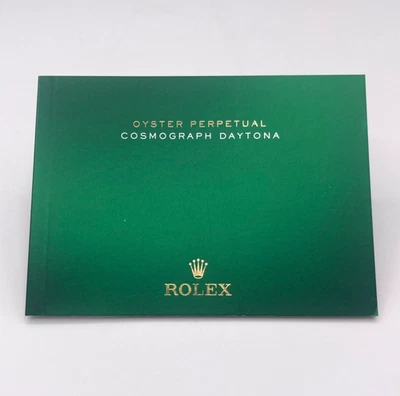 OYSTER PERPETUAL
COSMOGRAPH DAYTONA
ROLEX